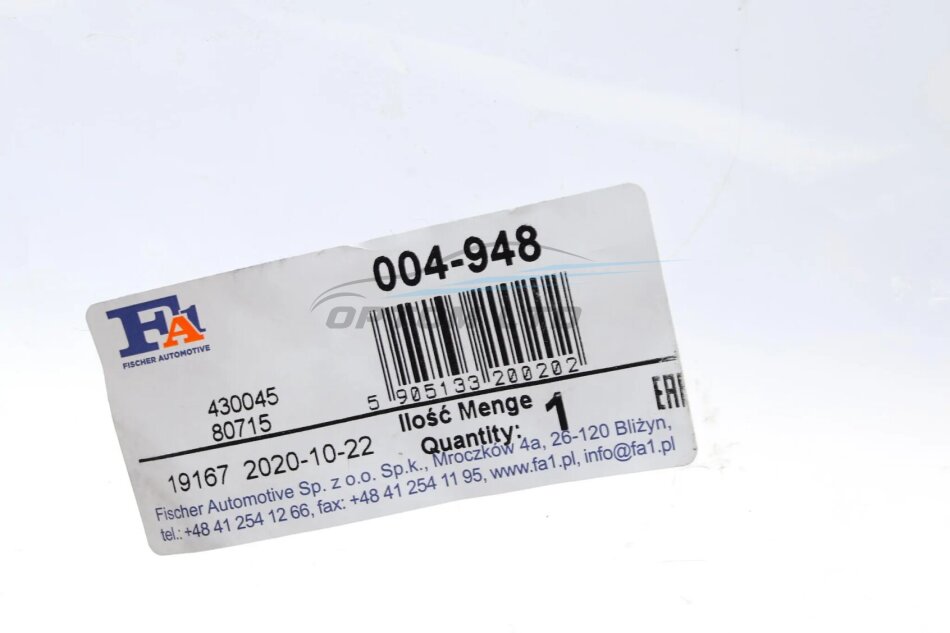 004-948
FA1
FISCHER AUTOMOTIVE
5 905133 200202
430045
80715
Ilość Menge
Quantity: 1
EAC
19167 2020-10-22
Fischer Automotive Sp. z o.o. Sp.k., Mroczków 4a, 26-120 Bliżyn,
tel.: +48 41 254 12 66, fax: +48 41 254 11 95, www.fa1.pl, info@fa1.pl